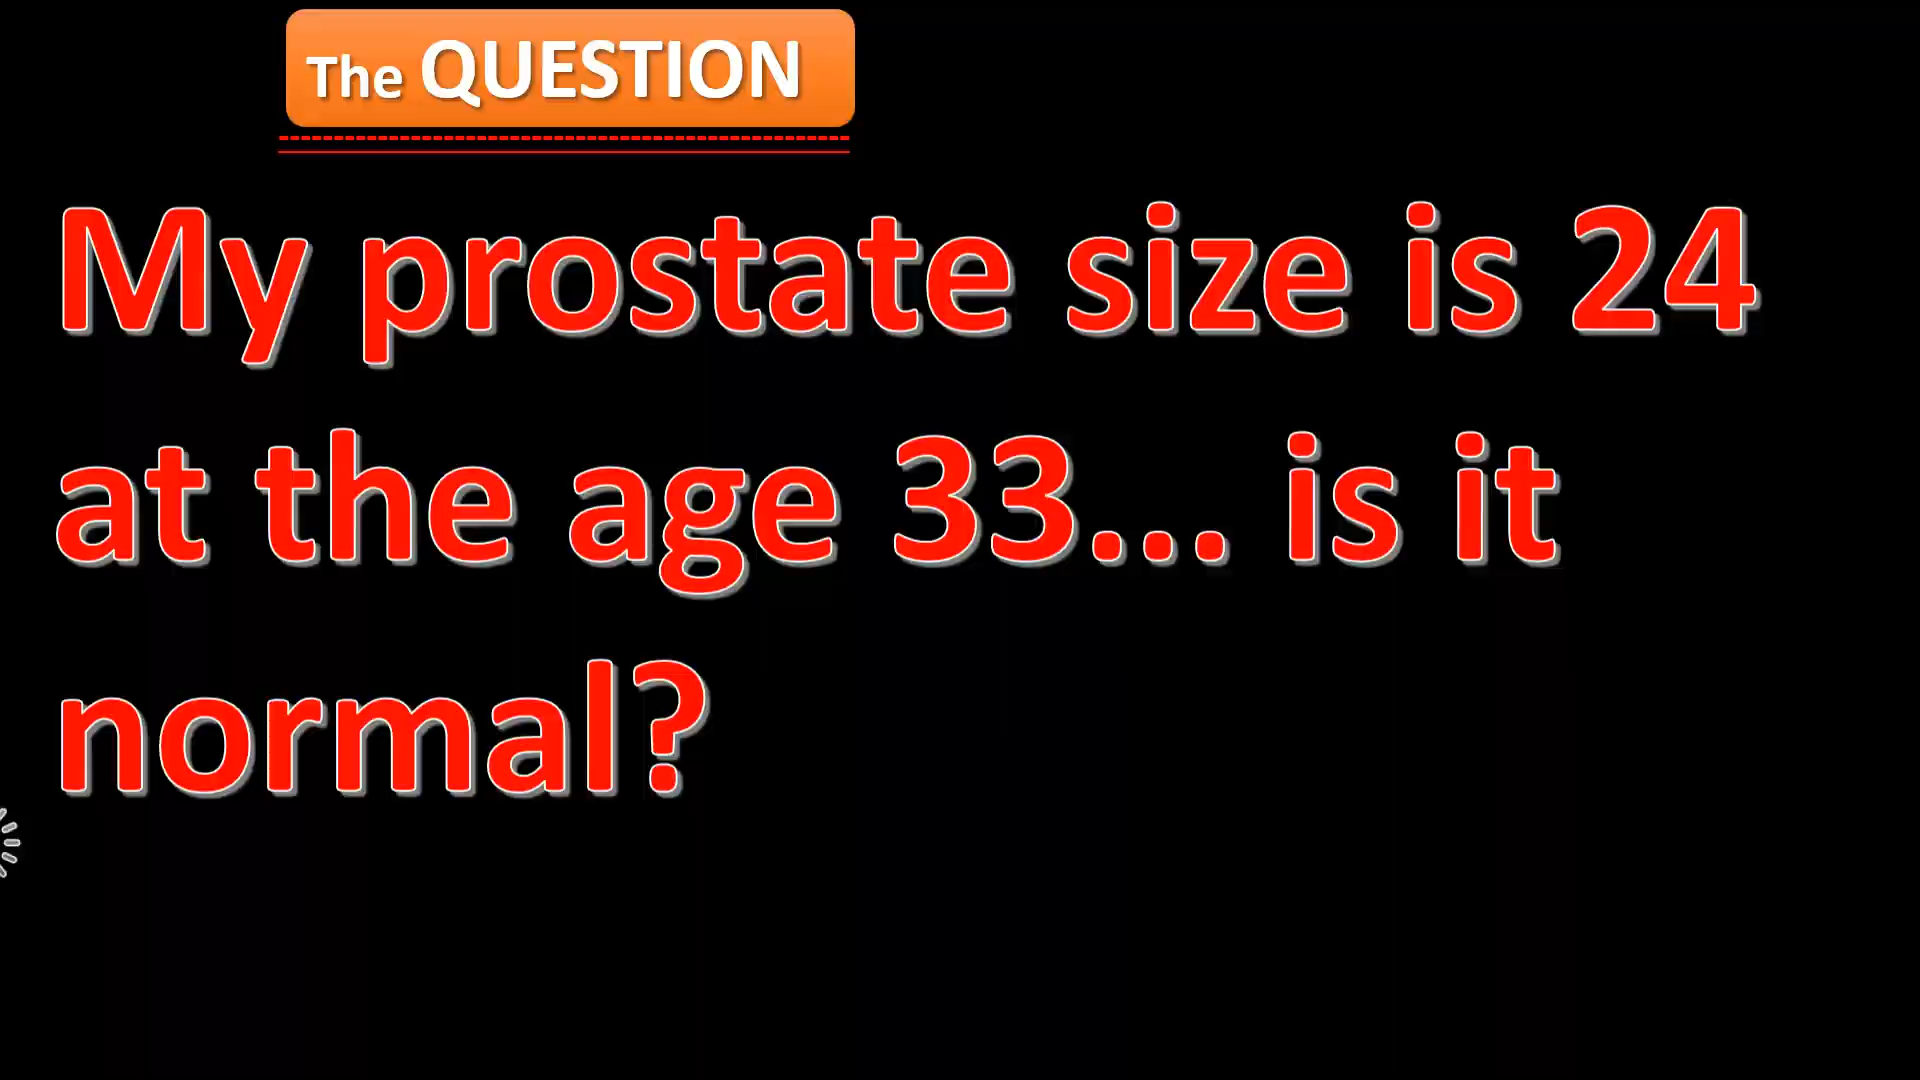 The QUESTION
My prostate size is 24
at the age 33... is it
normal?